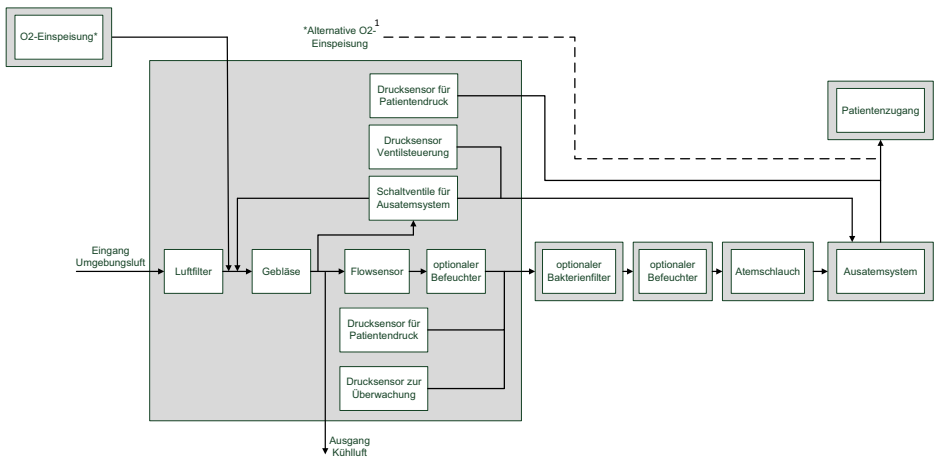 O2-Einspeisung*
*Alternative O2-1
Einspeisung
Drucksensor für
Patientendruck
Patientenzugang
Drucksensor
Ventilsteuerung
Schaltventile für
Ausatemsystem
Eingang
Umgebungsluft
Luftfilter
Gebläse
Flowsensor
optionaler
Befeuchter
optionaler
Bakterienfilter
optionaler
Befeuchter
Atemschlauch
Ausatemsystem
Drucksensor für
Patientendruck
Drucksensor zur
Überwachung
Ausgang
Kühlluft